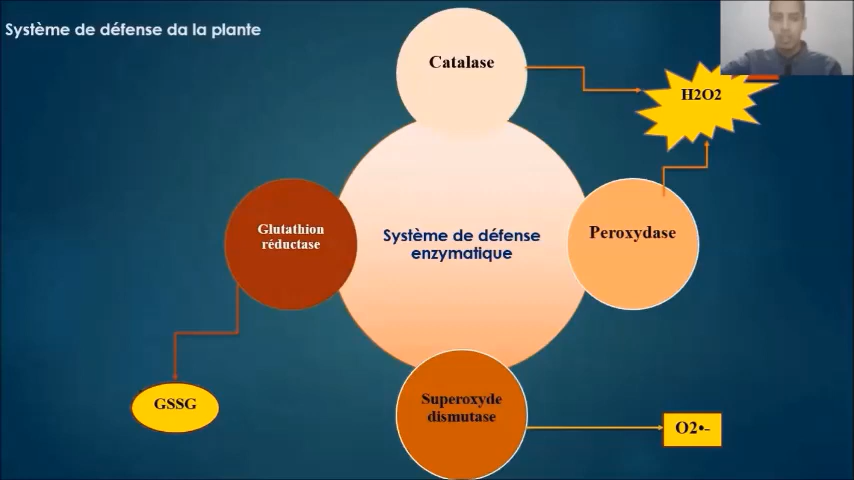 Système de défense da la plante
Catalase
H2O2
Glutathion
réductase
Système de défense
enzymatique
Peroxydase
GSSG
Superoxyde
dismutase
O2•-